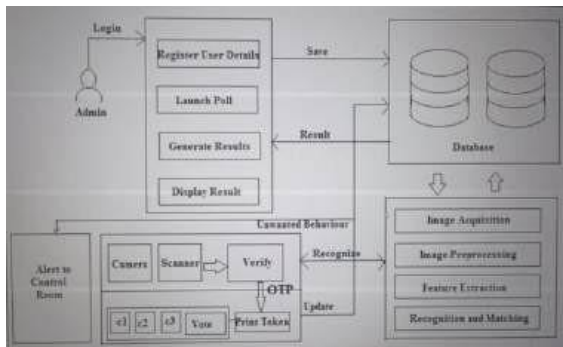 Login
Admin
Register User Details
Launch Poll
Generate Results
Display Result
Save
Result
Database
Unwanted Behaviour
Alert to
Control
Room
Camera
Scanner
Verify
OTP
c1
c2
c3
Vote
Print Token
Recognize
Update
Image Acquisition
Image Preprocessing
Feature Extraction
Recognition and Matching